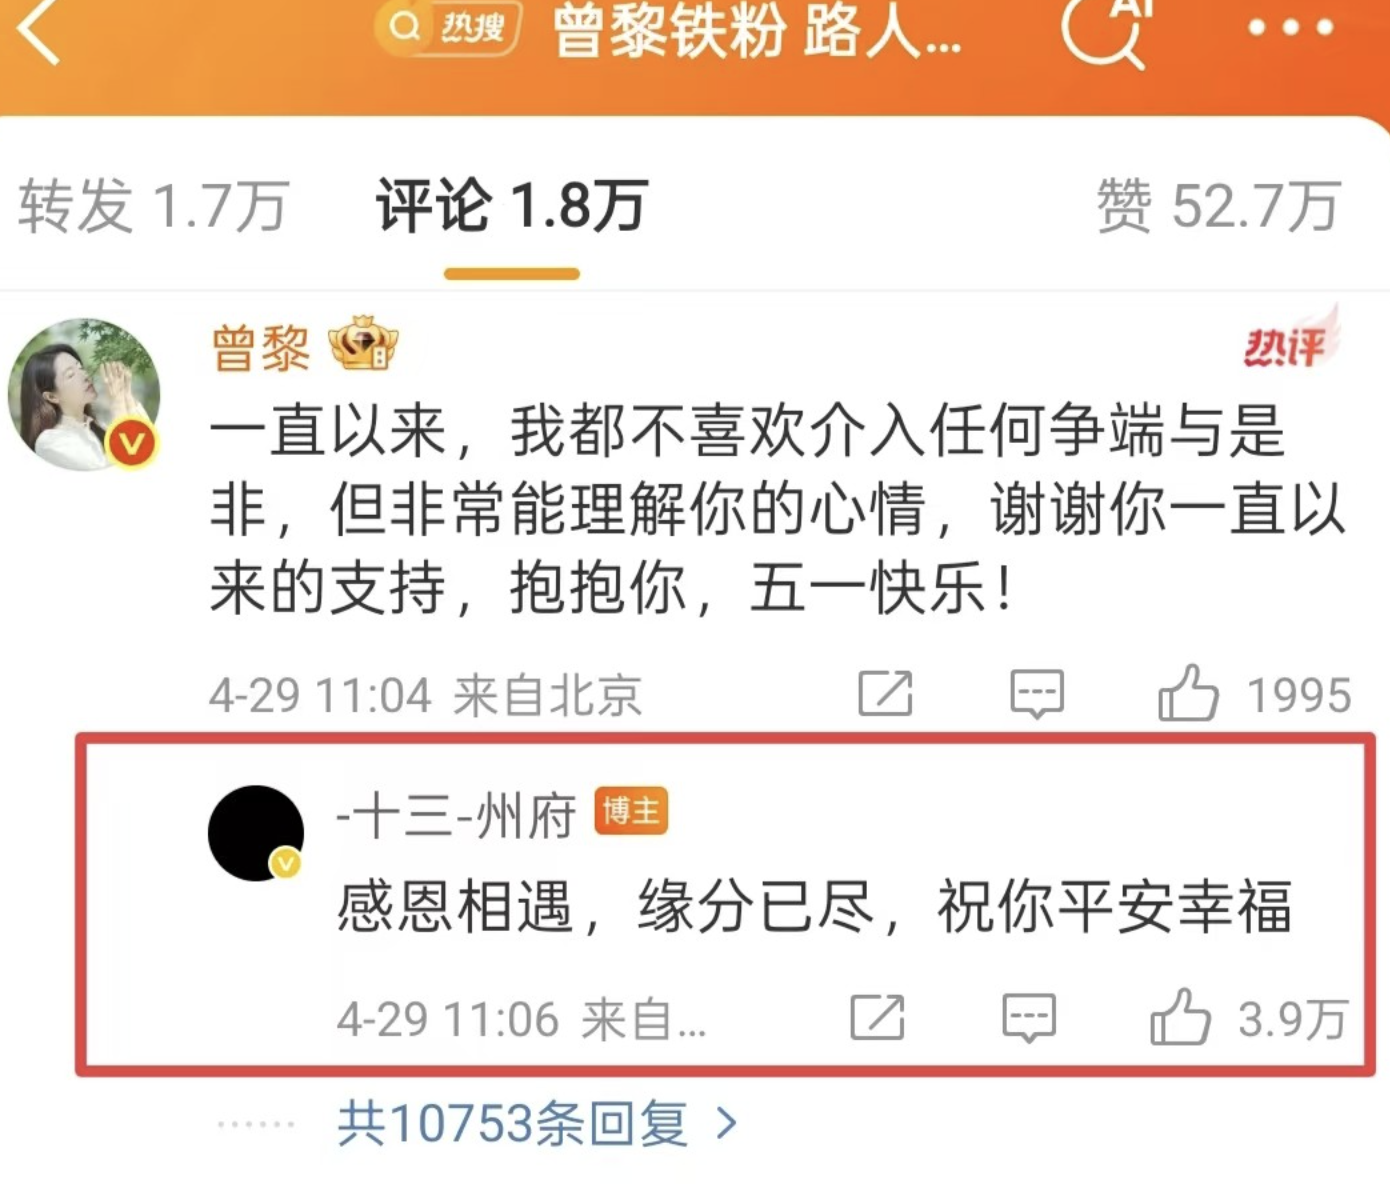 热搜 曾黎铁粉 路人...
AI
转发 1.7万 评论 1.8万 赞 52.7万
曾黎
热评
一直以来，我都不喜欢介入任何争端与是
非，但非常能理解你的心情，谢谢你一直以
来的支持，抱抱你，五一快乐！
4-29 11:04 来自北京 1995
-十三-州府 博主
感恩相遇，缘分已尽，祝你平安幸福
4-29 11:06 来自... 3.9万
共10753条回复